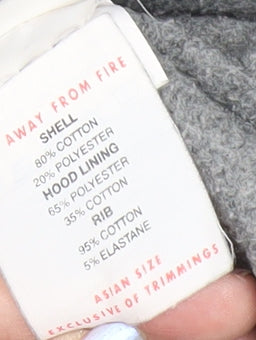 AWAY FROM FIRE
SHELL
80% COTTON
20% POLYESTER
HOOD LINING
65% POLYESTER
35% COTTON
RIB
95% COTTON
5% ELASTANE
ASIAN SIZE
EXCLUSIVE OF TRIMMINGS